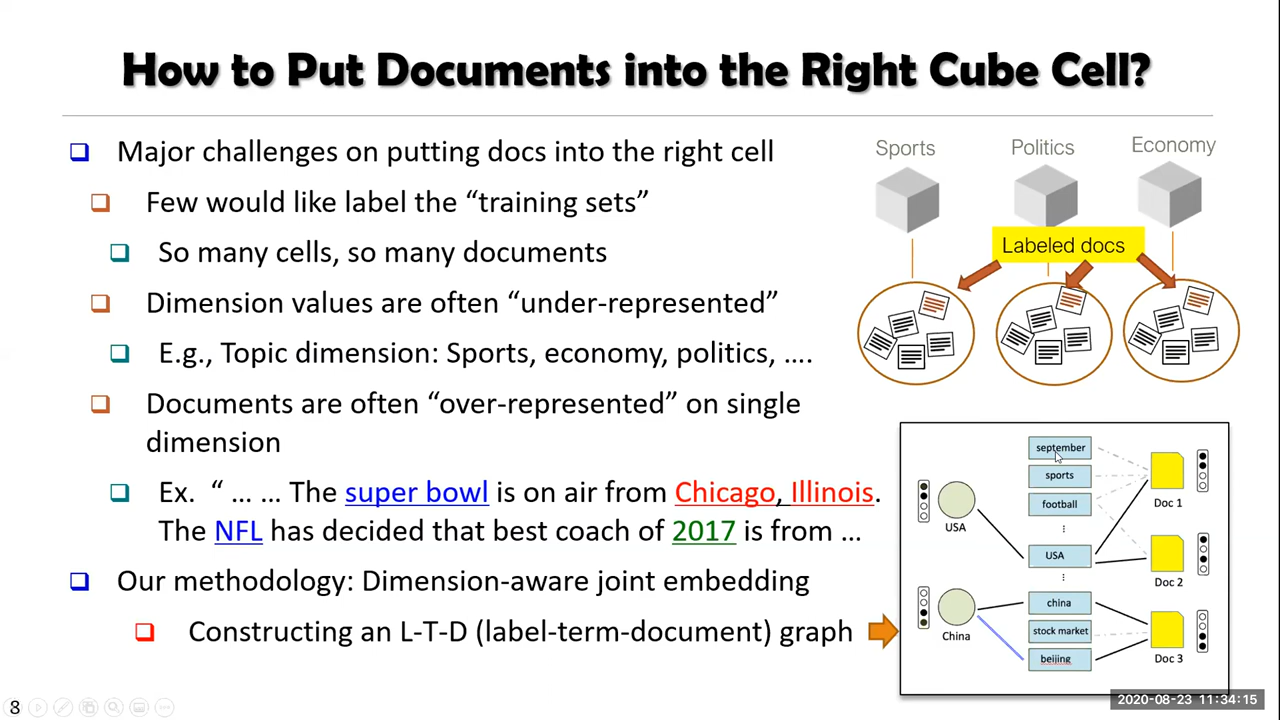 How to Put Documents into the Right Cube Cell?
Major challenges on putting docs into the right cell
Few would like label the “training sets”
So many cells, so many documents
Dimension values are often “under-represented”
E.g., Topic dimension: Sports, economy, politics, ….
Documents are often “over-represented” on single
dimension
Ex. “ … … The super bowl is on air from Chicago, Illinois.
The NFL has decided that best coach of 2017 is from …
Our methodology: Dimension-aware joint embedding
Constructing an L-T-D (label-term-document) graph
Sports
Politics
Economy
Labeled docs
september
sports
football
USA
china
stock market
beijing
USA
China
Doc 1
Doc 2
Doc 3
8
2020-08-23 11:34:15